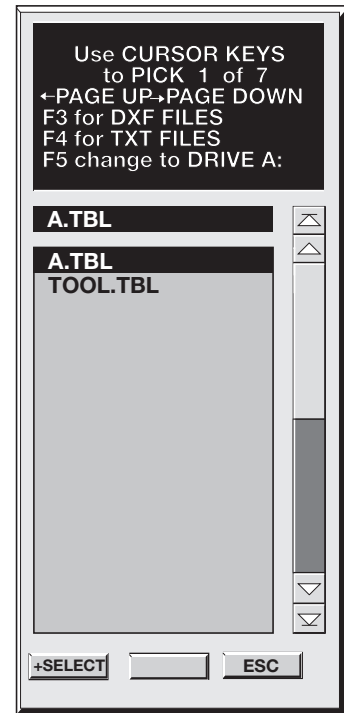 Use CURSOR KEYS
to PICK 1 of 7
←PAGE UP→PAGE DOWN
F3 for DXF FILES
F4 for TXT FILES
F5 change to DRIVE A:
A.TBL
A.TBL
TOOL.TBL
+SELECT ESC